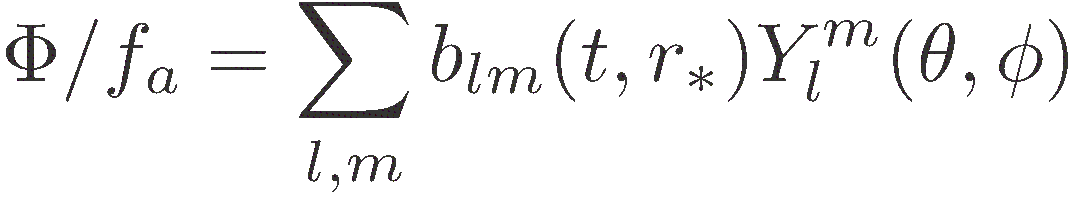 Φ/f_a = \sum_{l,m} b_{lm}(t, r_*) Y_l^m(θ, ϕ)